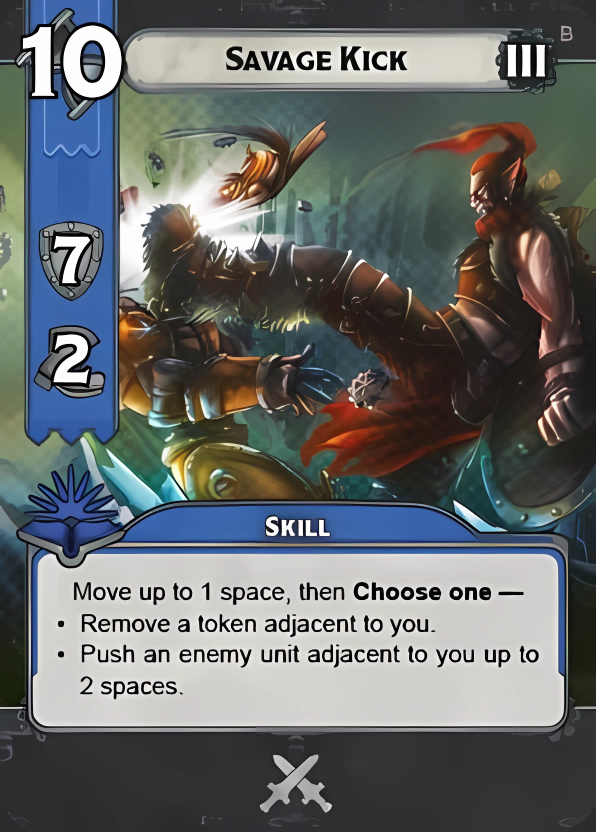 10
SAVAGE KICK
III
B
7
2
SKILL
Move up to 1 space, then Choose one —
• Remove a token adjacent to you.
• Push an enemy unit adjacent to you up to
2 spaces.